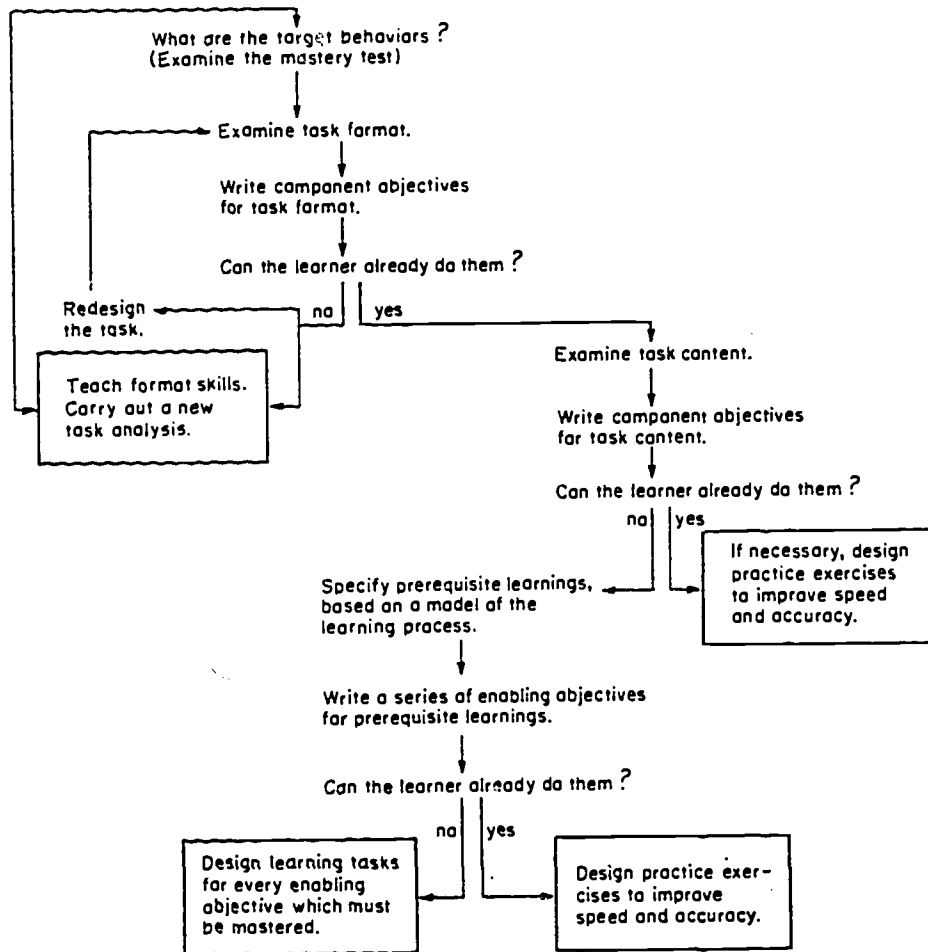 What are the target behaviors?
(Examine the mastery test)
Examine task format.
Write component objectives
for task format.
Can the learner already do them?
no
yes
Redesign
the task.
Teach format skills.
Carry out a new
task analysis.
Examine task content.
Write component objectives
for task content.
Can the learner already do them?
no
yes
If necessary, design
practice exercises
to improve speed
and accuracy.
Specify prerequisite learnings,
based on a model of the
learning process.
Write a series of enabling objectives
for prerequisite learnings.
Can the learner already do them?
no
yes
Design learning tasks
for every enabling
objective which must
be mastered.
Design practice exer-
cises to improve
speed and accuracy.